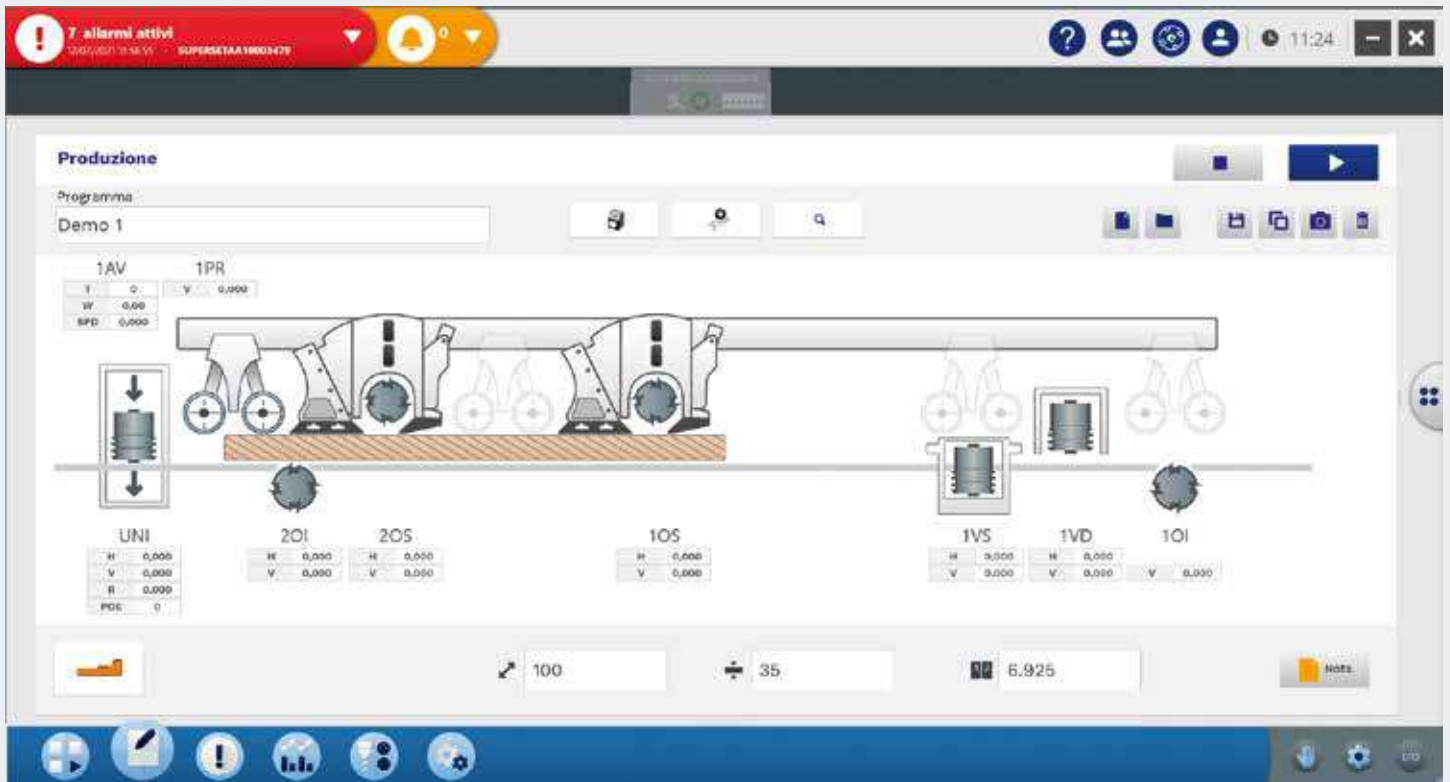 7 allarmi attivi
SUPERSETAA10003479
0
11:24
Produzione
Programma
Demo 1
1AV 1PR
T 0 V 0,000
W 0,00
SPD 0,000
UNI 2OI 2OS 1OS 1VS 1VD 1OI
H 0,000 H 0,000 H 0,000 H 0,000 H 0,000 H 0,000
V 0,000 V 0,000 V 0,000 V 0,000 V 0,000 V 0,000 V 0,000
R 0,000
POS 0
100
35
6.925
Note